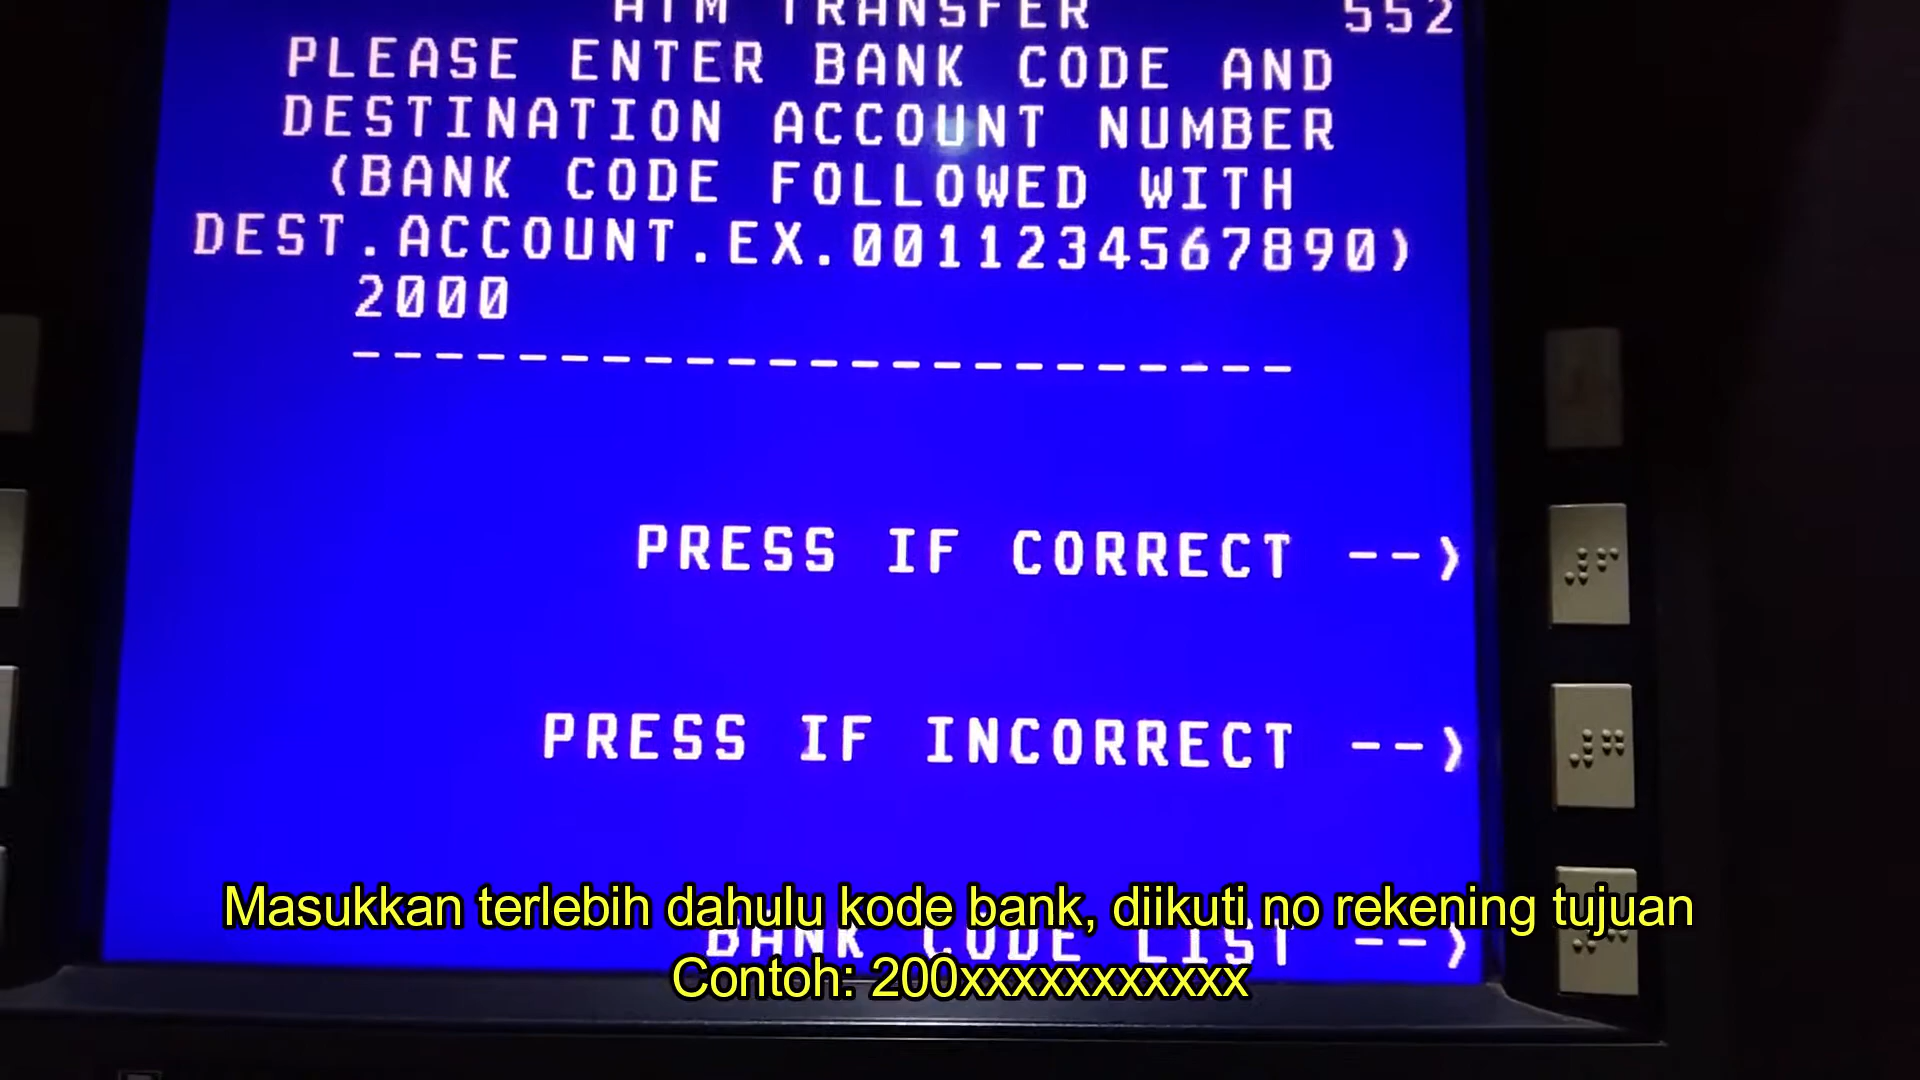 ATM TRANSFER 552
PLEASE ENTER BANK CODE AND
DESTINATION ACCOUNT NUMBER
(BANK CODE FOLLOWED WITH
DEST.ACCOUNT.EX.0011234567890)
2000
-----------------------
PRESS IF CORRECT -->
PRESS IF INCORRECT -->
BANK CODE LIST -->
Masukkan terlebih dahulu kode bank, diikuti no rekening tujuan
Contoh: 200xxxxxxxxxxx